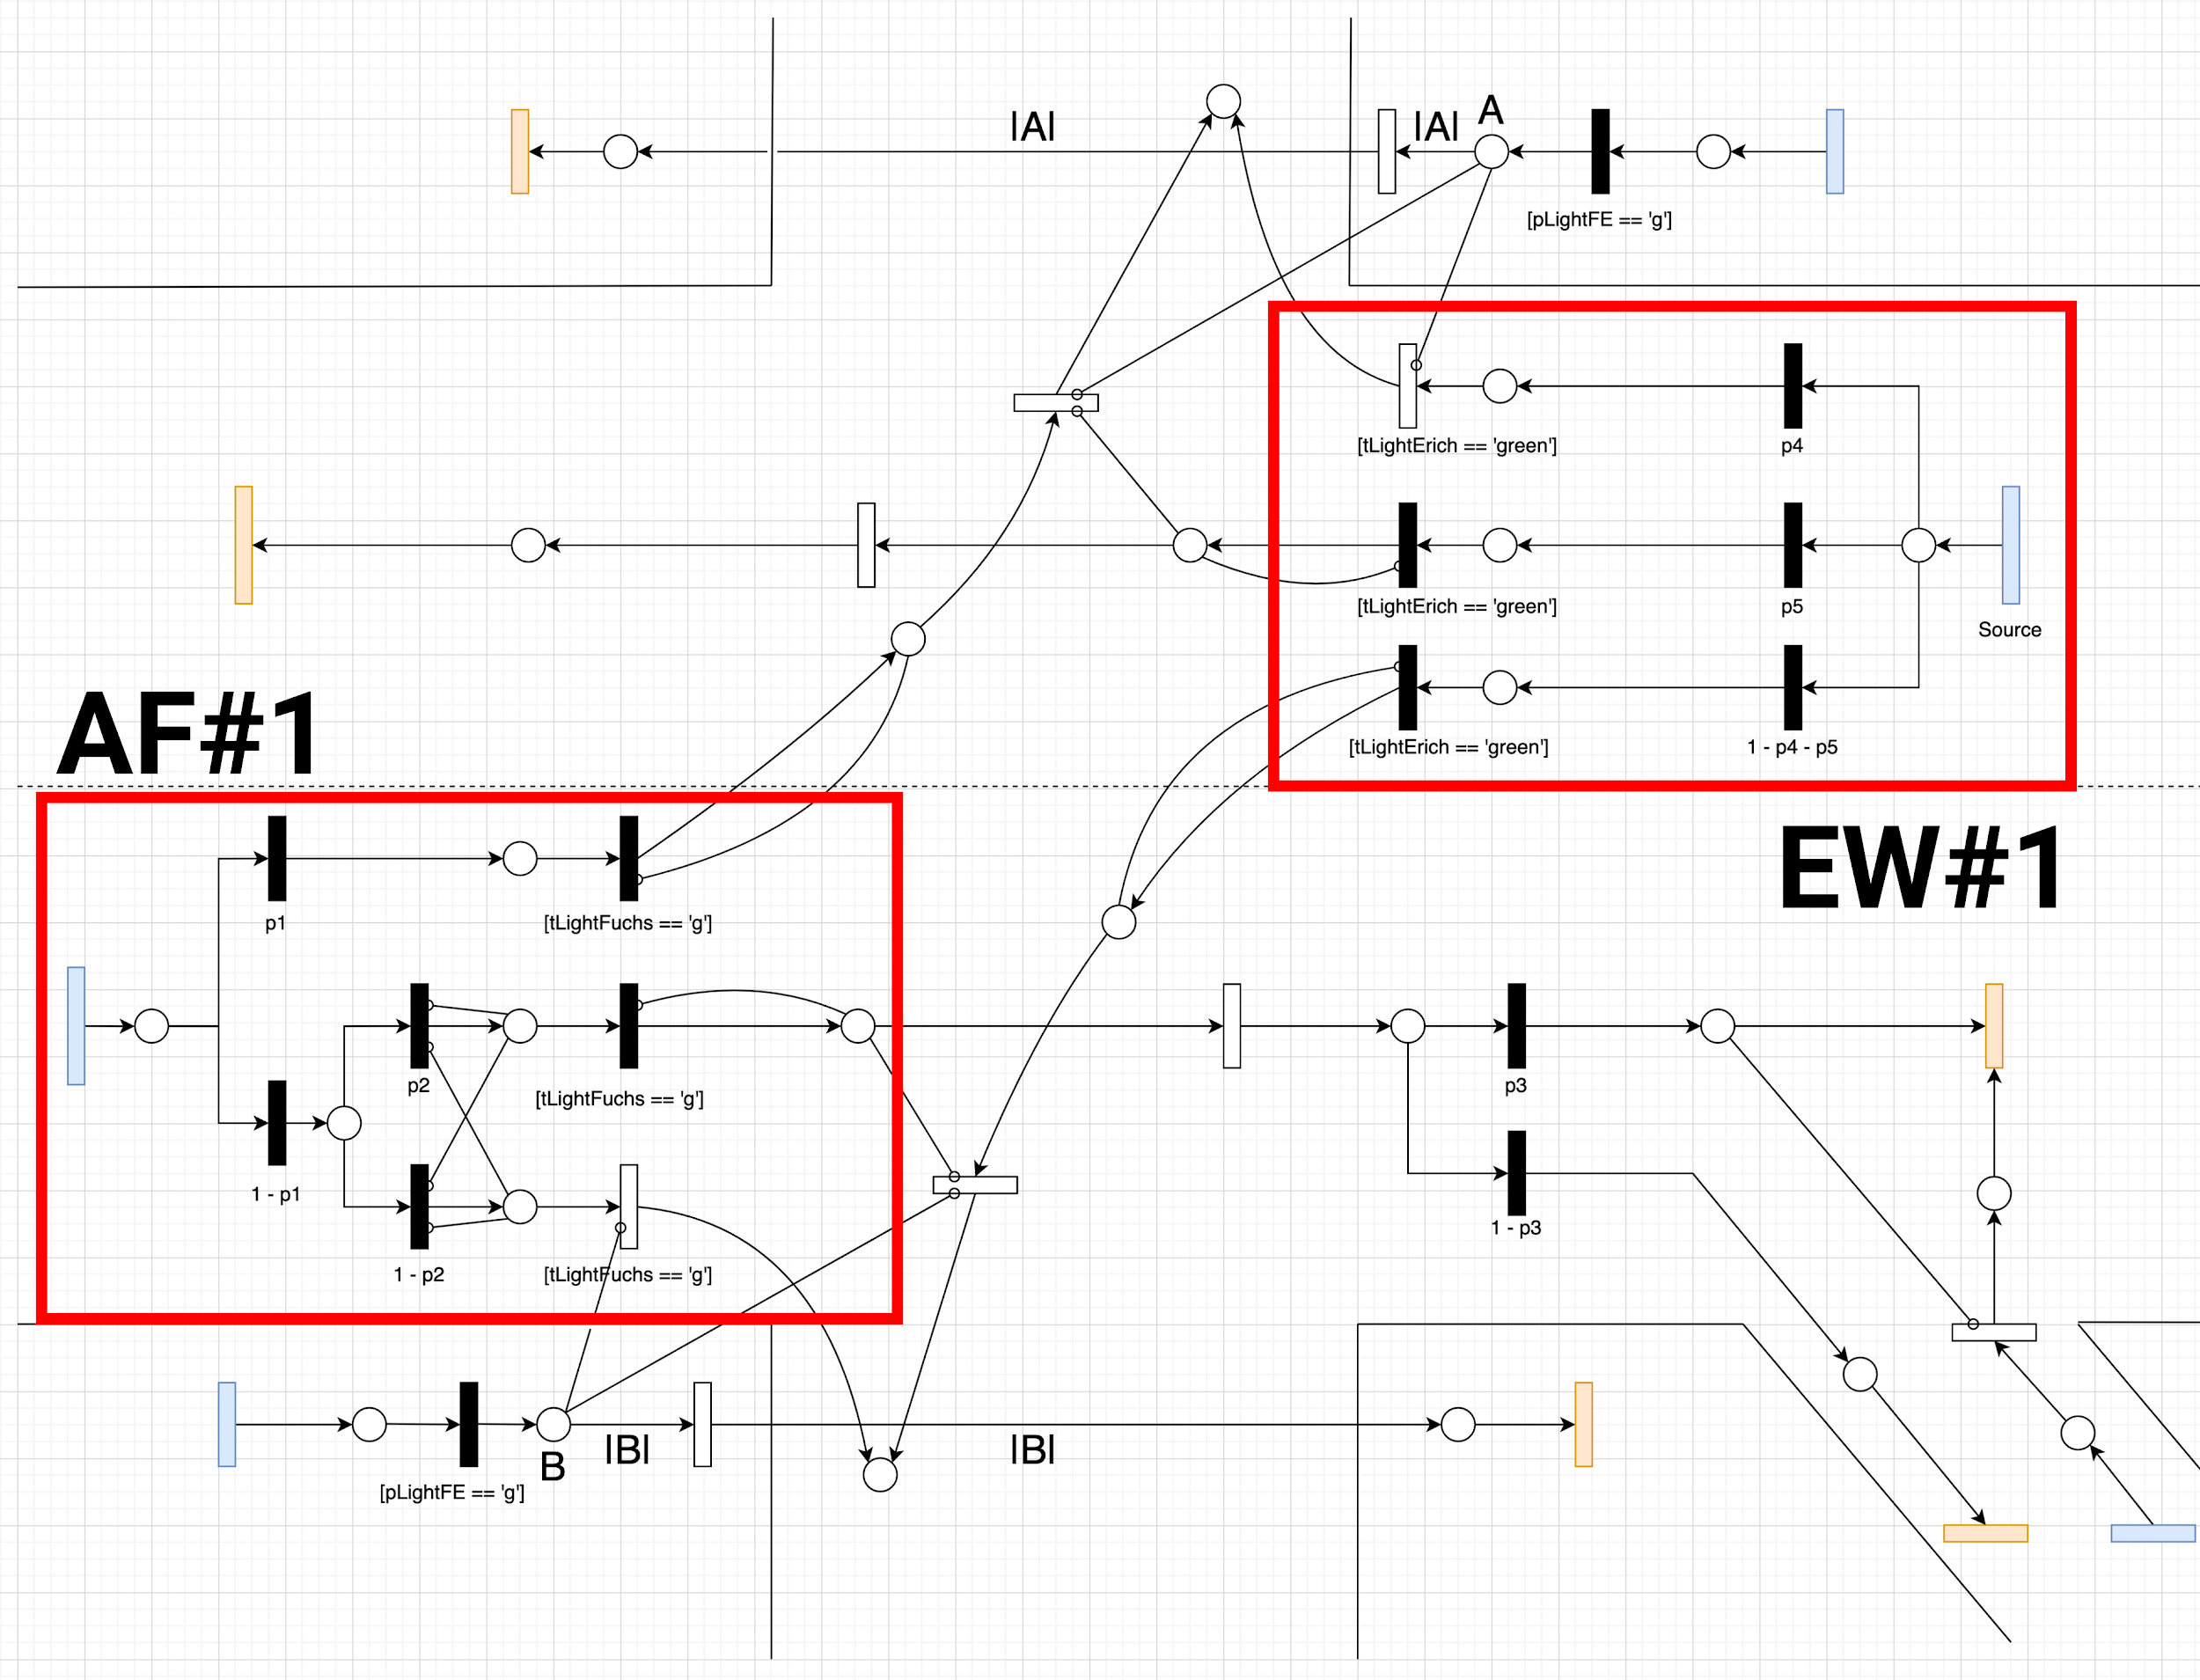 |A|
|A|
A
[pLightFE == 'g']
[tLightErich == 'green']
p4
[tLightErich == 'green']
p5
Source
[tLightErich == 'green']
1 - p4 - p5
AF#1
EW#1
p1
[tLightFuchs == 'g']
p2
[tLightFuchs == 'g']
p3
1 - p1
1 - p2
[tLightFuchs == 'g']
1 - p3
B
|B|
|B|
[pLightFE == 'g']